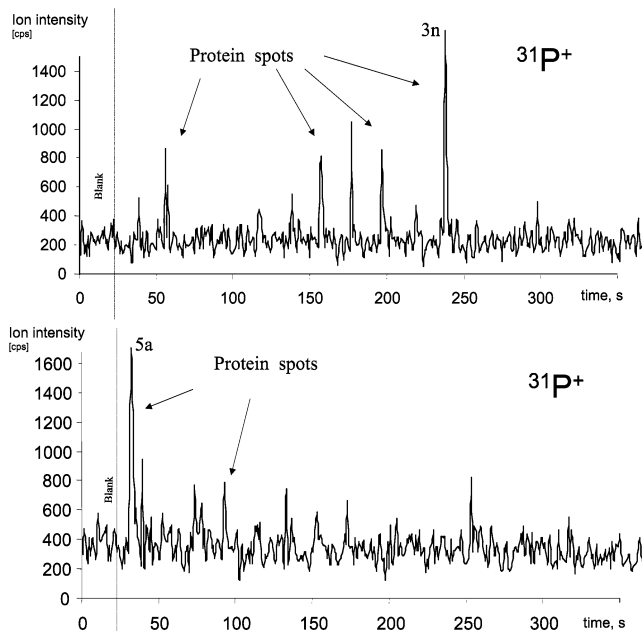 Ion intensity
[cps]
3n
Protein spots
31P+
1400
1200
1000
800
600
400
200
0
Blank
0 50 100 150 200 250 300 time, s
Ion intensity
[cps]
5a
Protein spots
31P+
1600
1400
1200
1000
800
600
400
200
0
Blank
0 50 100 150 200 250 300 time, s